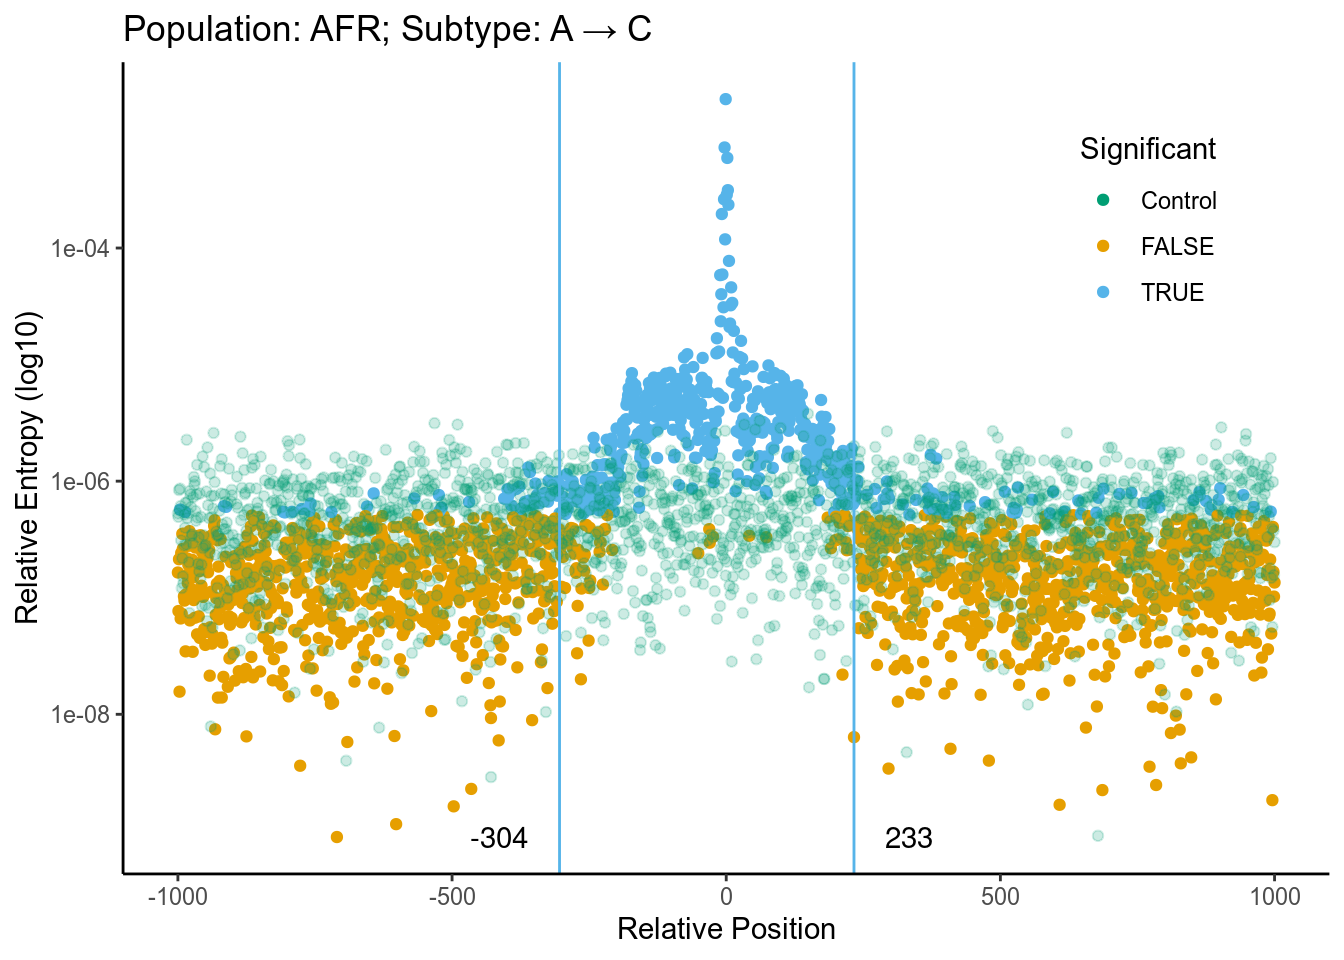 Population: AFR; Subtype: A → C
Significant
Control
FALSE
TRUE
1e-04
1e-06
1e-08
Relative Entropy (log10)
-304
233
-1000
-500
0
500
1000
Relative Position